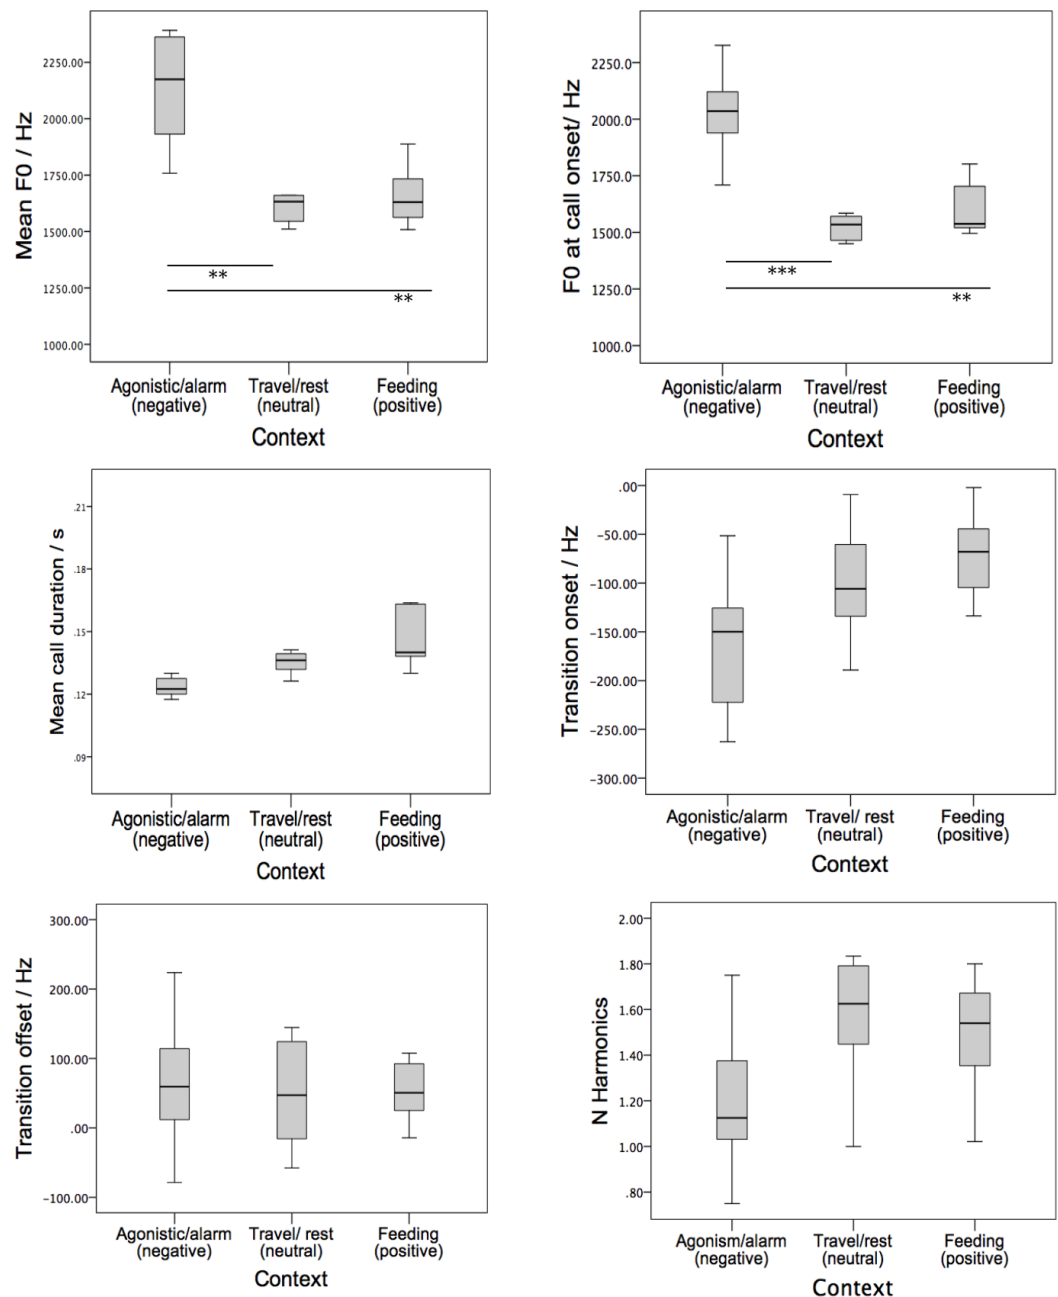 Mean F0 / Hz
2250.00
2000.00
1750.00
1500.00
1250.00
1000.00
**
**
Agonistic/alarm Travel/rest Feeding
(negative) (neutral) (positive)
Context
F0 at call onset/ Hz
2250.0
2000.0
1750.0
1500.0
1250.0
1000.0
***
**
Agonistic/alarm Travel/rest Feeding
(negative) (neutral) (positive)
Context
Mean call duration / s
.21
.18
.15
.12
.09
Agonistic/alarm Travel/rest Feeding
(negative) (neutral) (positive)
Context
Transition onset / Hz
.00
-50.00
-100.00
-150.00
-200.00
-250.00
-300.00
Agonistic/alarm Travel/ rest Feeding
(negative) (neutral) (positive)
Context
Transition offset / Hz
300.00
200.00
100.00
.00
-100.00
Agonistic/alarm Travel/ rest Feeding
(negative) (neutral) (positive)
Context
N Harmonics
2.00
1.80
1.60
1.40
1.20
1.00
.80
Agonism/alarm Travel/rest Feeding
(negative) (neutral) (positive)
Context